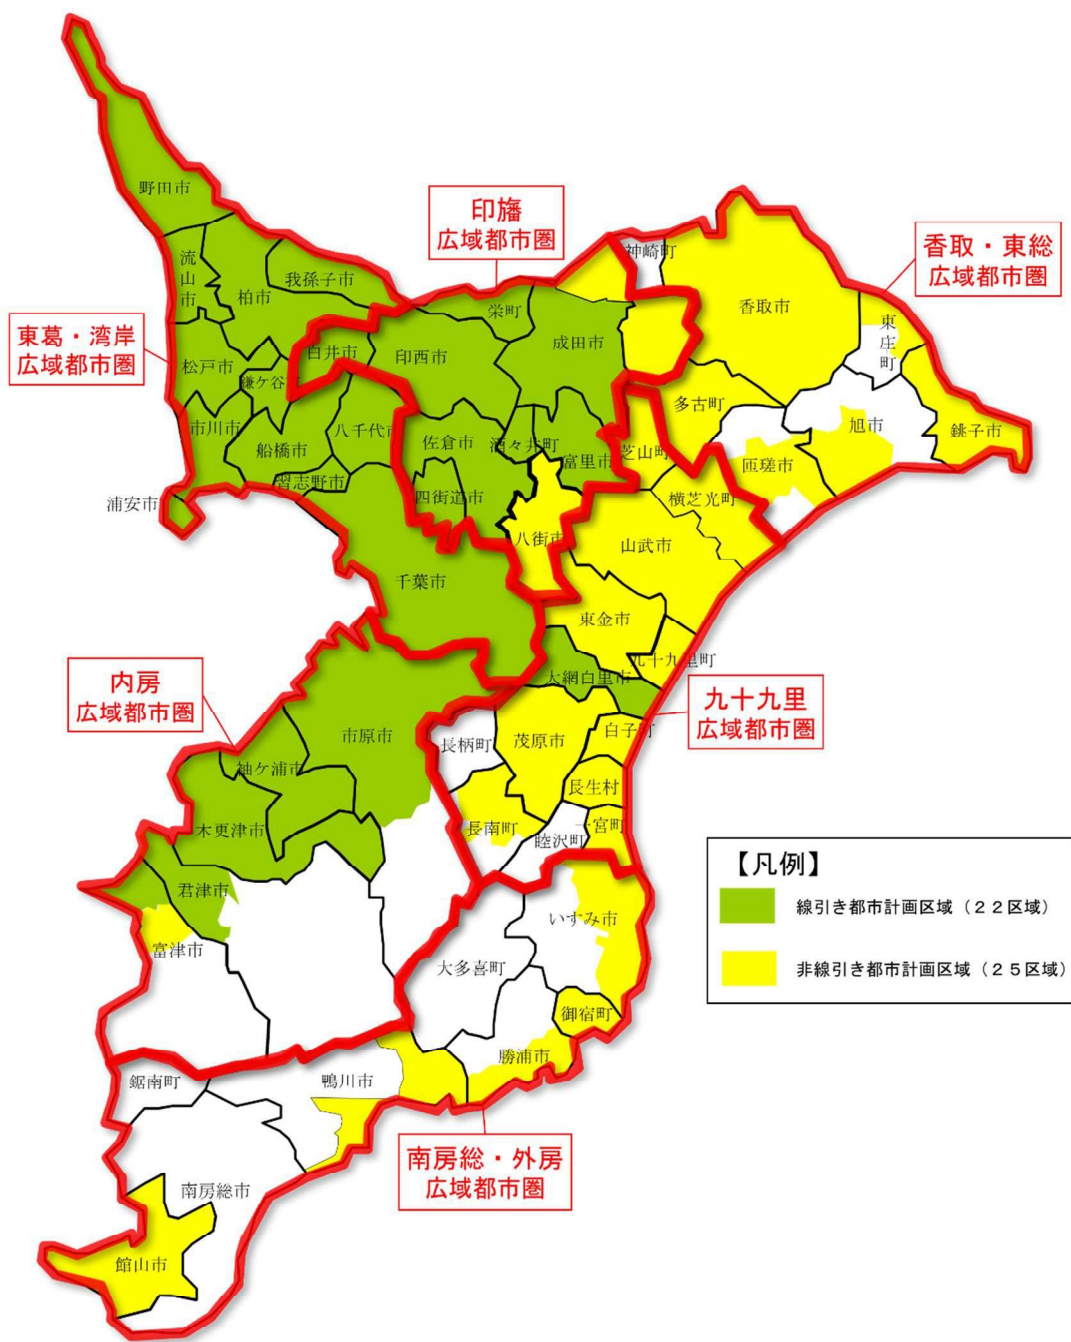 野田市
印旛
広域都市圏
神崎町
香取・東総
広域都市圏
流山市
柏市
我孫子市
香取市
東庄町
栄町
成田市
東葛・湾岸
広域都市圏
白井市
印西市
松戸市
鎌ケ谷市
多古町
旭市
銚子市
市川市
船橋市
八千代市
佐倉市
酒々井町
富里市
芝山町
匝瑳市
習志野市
四街道市
横芝光町
浦安市
八街市
山武市
千葉市
東金市
九十九里町
大網白里市
内房
広域都市圏
九十九里
広域都市圏
市原市
長柄町
茂原市
白子町
袖ケ浦市
長生村
木更津市
長南町
睦沢町
一宮町
【凡例】
線引き都市計画区域（２２区域）
非線引き都市計画区域（２５区域）
君津市
富津市
いすみ市
大多喜町
御宿町
勝浦市
鋸南町
鴨川市
南房総・外房
広域都市圏
南房総市
館山市